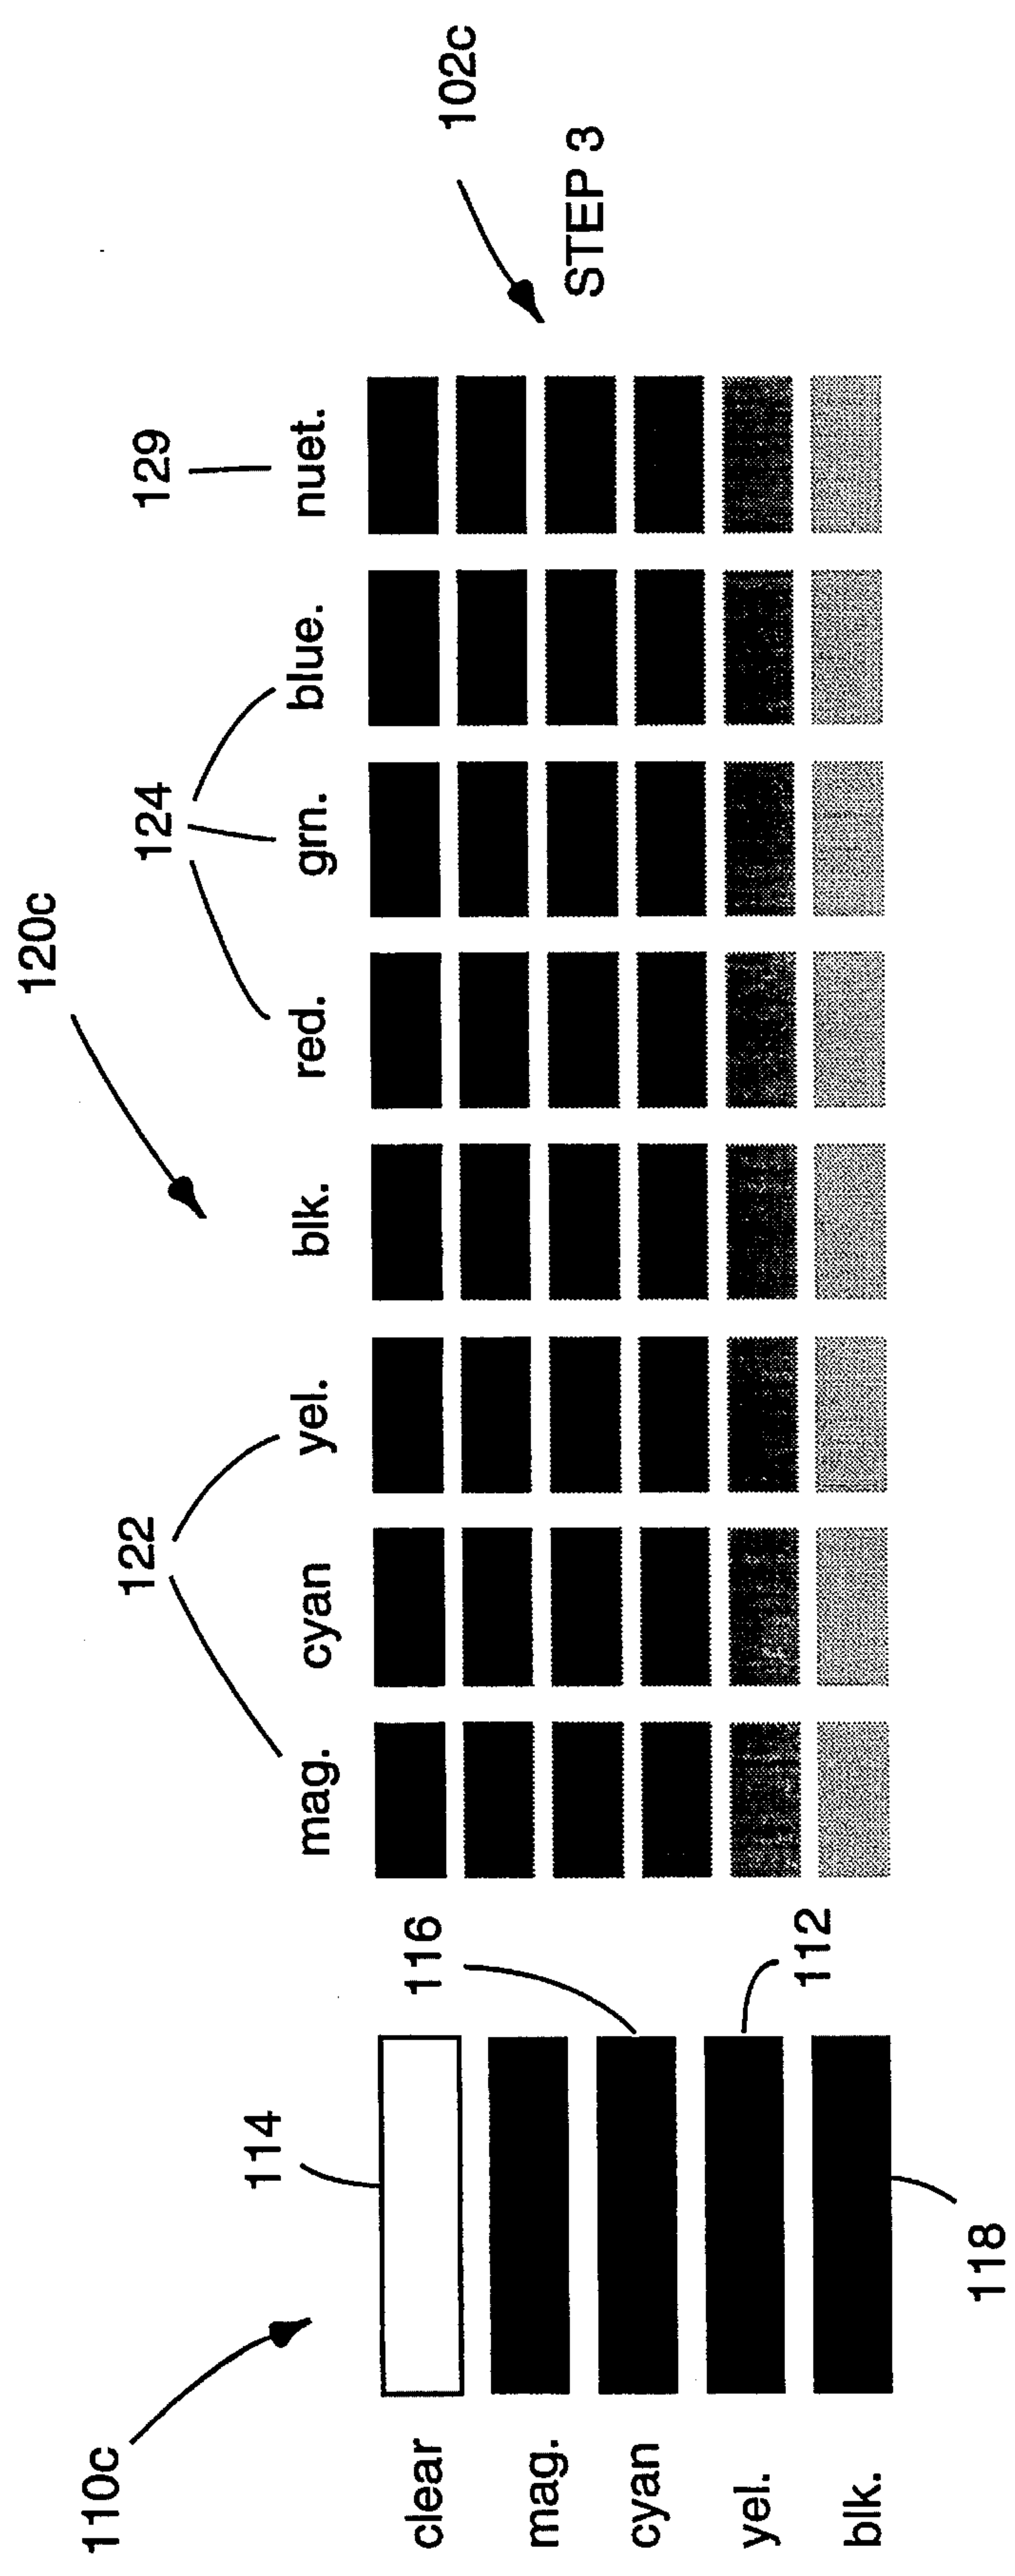 120c
102c
122
124
129
mag. cyan yel. blk. red. grn. blue. nuet.
STEP 3
110c
114
116
112
118
clear
mag.
cyan
yel.
blk.